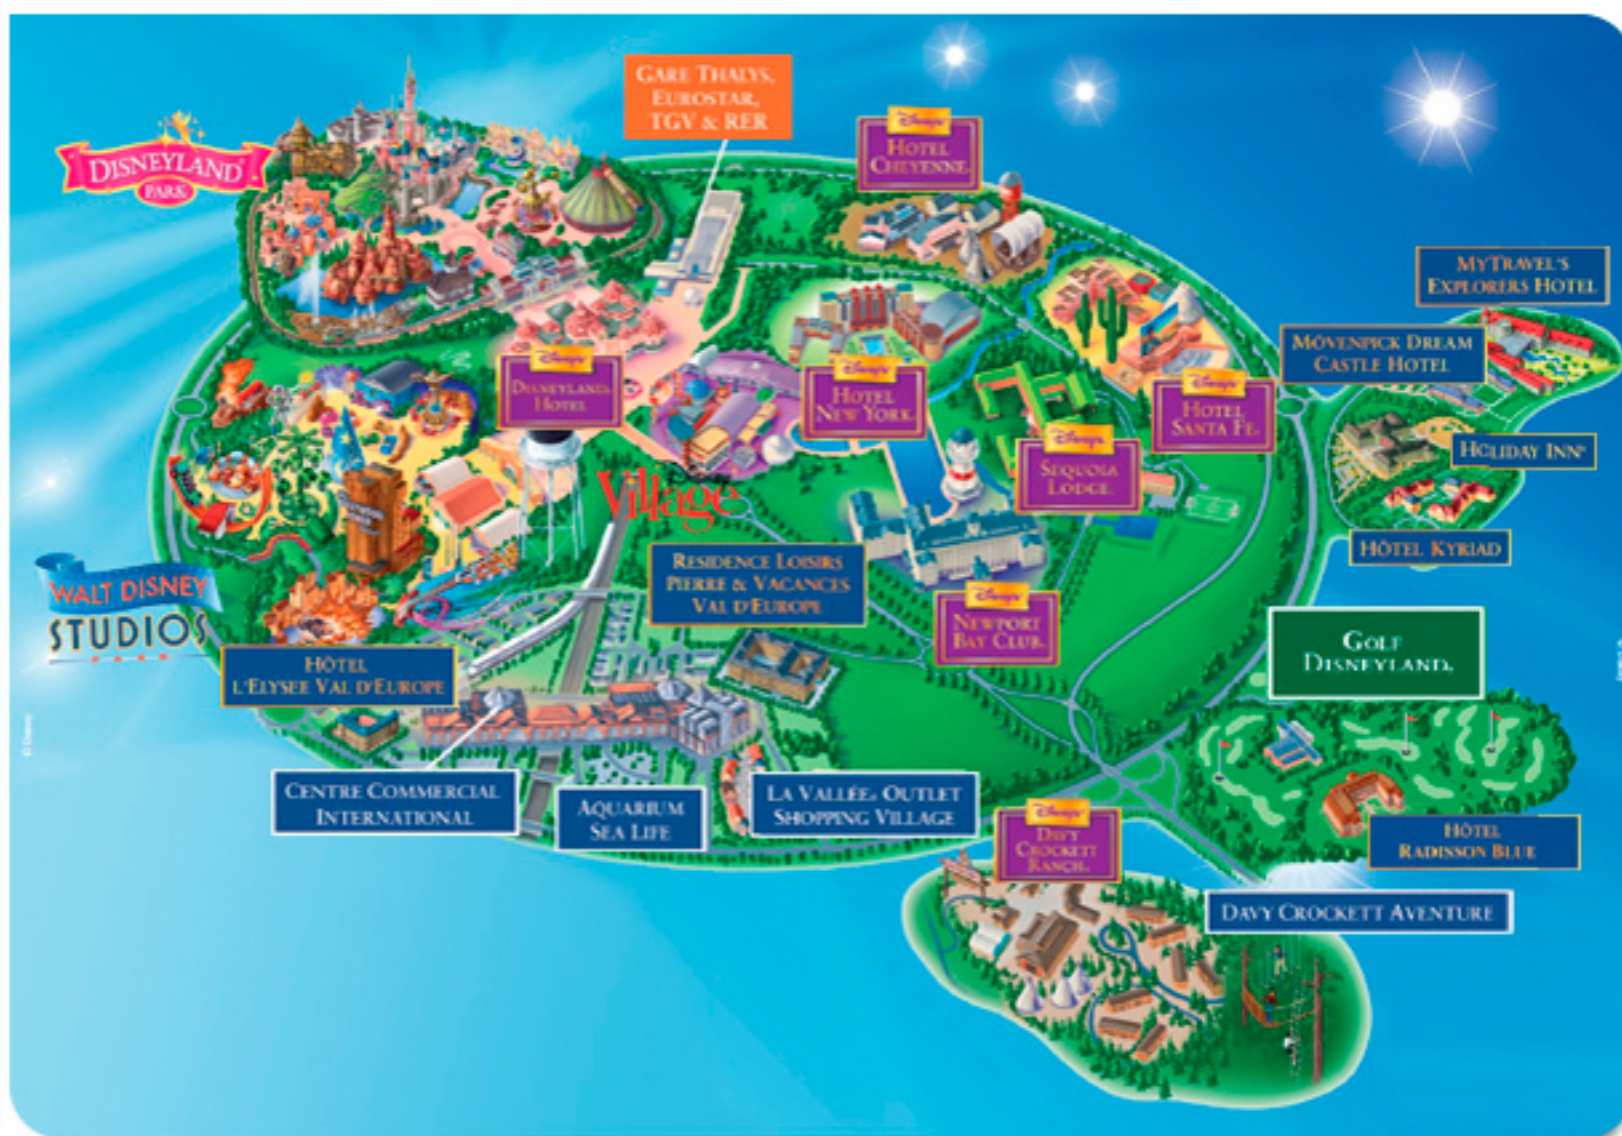 GARE THALYS,
EUROSTAR,
TGV & RER
DISNEYLAND
PARK
Disney's
HOTEL
CHEYENNE
MYTRAVEL'S
EXPLORERS HOTEL
MÖVENPICK DREAM
CASTLE HOTEL
Disney's
DISNEYLAND
HOTEL
Disney's
HOTEL
NEW YORK
Disney's
HOTEL
SANTA FE
Disney's
SEQUOIA
LODGE
HOLIDAY INN
Village
HÔTEL KYRIAD
RESIDENCE LOISIRS
PIERRE & VACANCES
VAL D'EUROPE
WALT DISNEY
STUDIOS
PARK
Disney's
NEWPORT
BAY CLUB
GOLF
DISNEYLAND
HÔTEL
L'ELYSEE VAL D'EUROPE
© Disney
CENTRE COMMERCIAL
INTERNATIONAL
AQUARIUM
SEA LIFE
LA VALLÉE OUTLET
SHOPPING VILLAGE
Disney's
DAVY
CROCKETT
RANCH
HÔTEL
RADISSON BLUE
DAVY CROCKETT AVENTURE